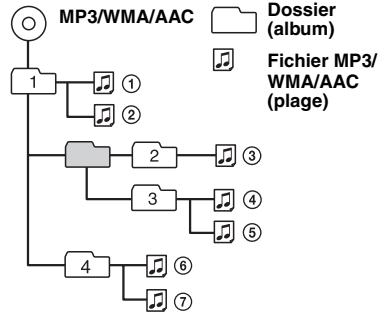 MP3/WMA/AAC
Dossier
(album)
Fichier MP3/
WMA/AAC
(plage)
1
①
②
2
③
3
④
⑤
4
⑥
⑦